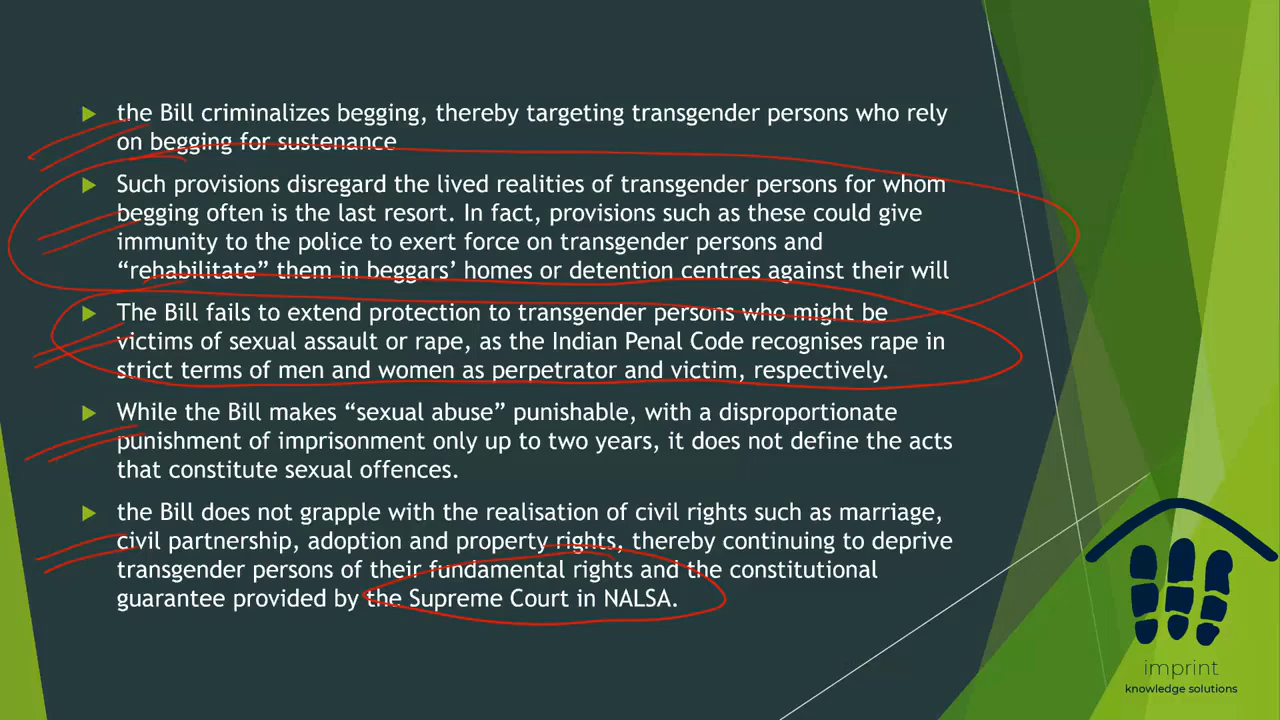 the Bill criminalizes begging, thereby targeting transgender persons who rely
on begging for sustenance
Such provisions disregard the lived realities of transgender persons for whom
begging often is the last resort. In fact, provisions such as these could give
immunity to the police to exert force on transgender persons and
“rehabilitate” them in beggars’ homes or detention centres against their will
The Bill fails to extend protection to transgender persons who might be
victims of sexual assault or rape, as the Indian Penal Code recognises rape in
strict terms of men and women as perpetrator and victim, respectively.
While the Bill makes “sexual abuse” punishable, with a disproportionate
punishment of imprisonment only up to two years, it does not define the acts
that constitute sexual offences.
the Bill does not grapple with the realisation of civil rights such as marriage,
civil partnership, adoption and property rights, thereby continuing to deprive
transgender persons of their fundamental rights and the constitutional
guarantee provided by the Supreme Court in NALSA.
imprint
knowledge solutions